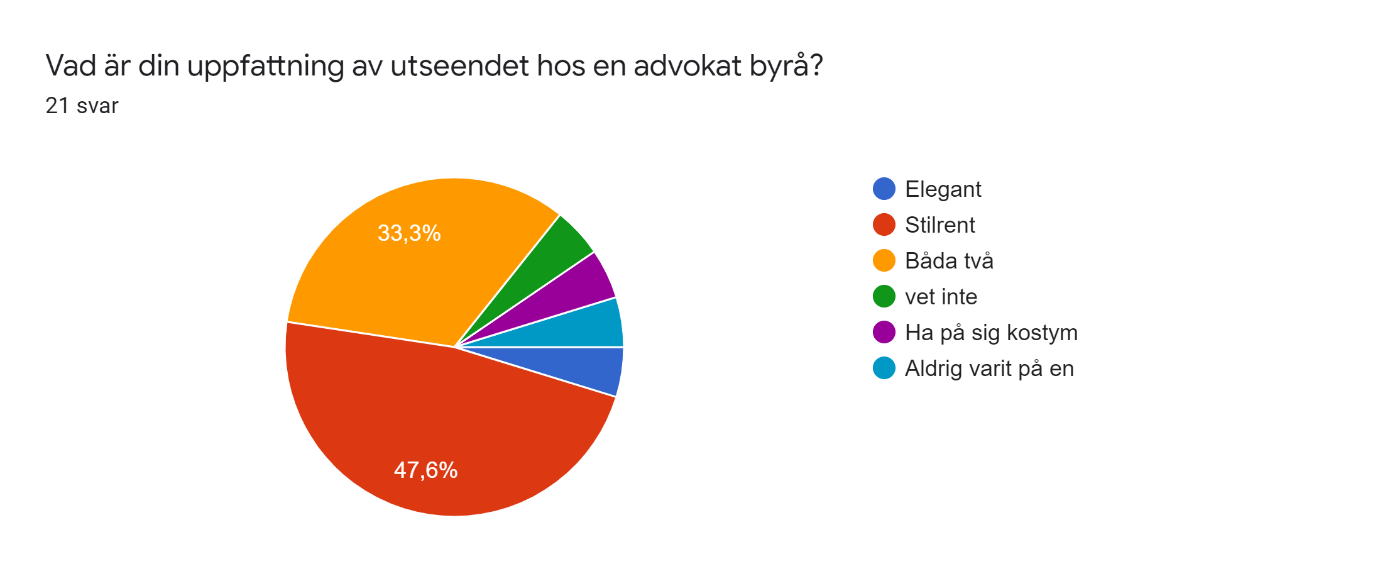 Vad är din uppfattning av utseendet hos en advokat byrå?
21 svar
33,3%
47,6%
Elegant
Stilrent
Båda två
vet inte
Ha på sig kostym
Aldrig varit på en